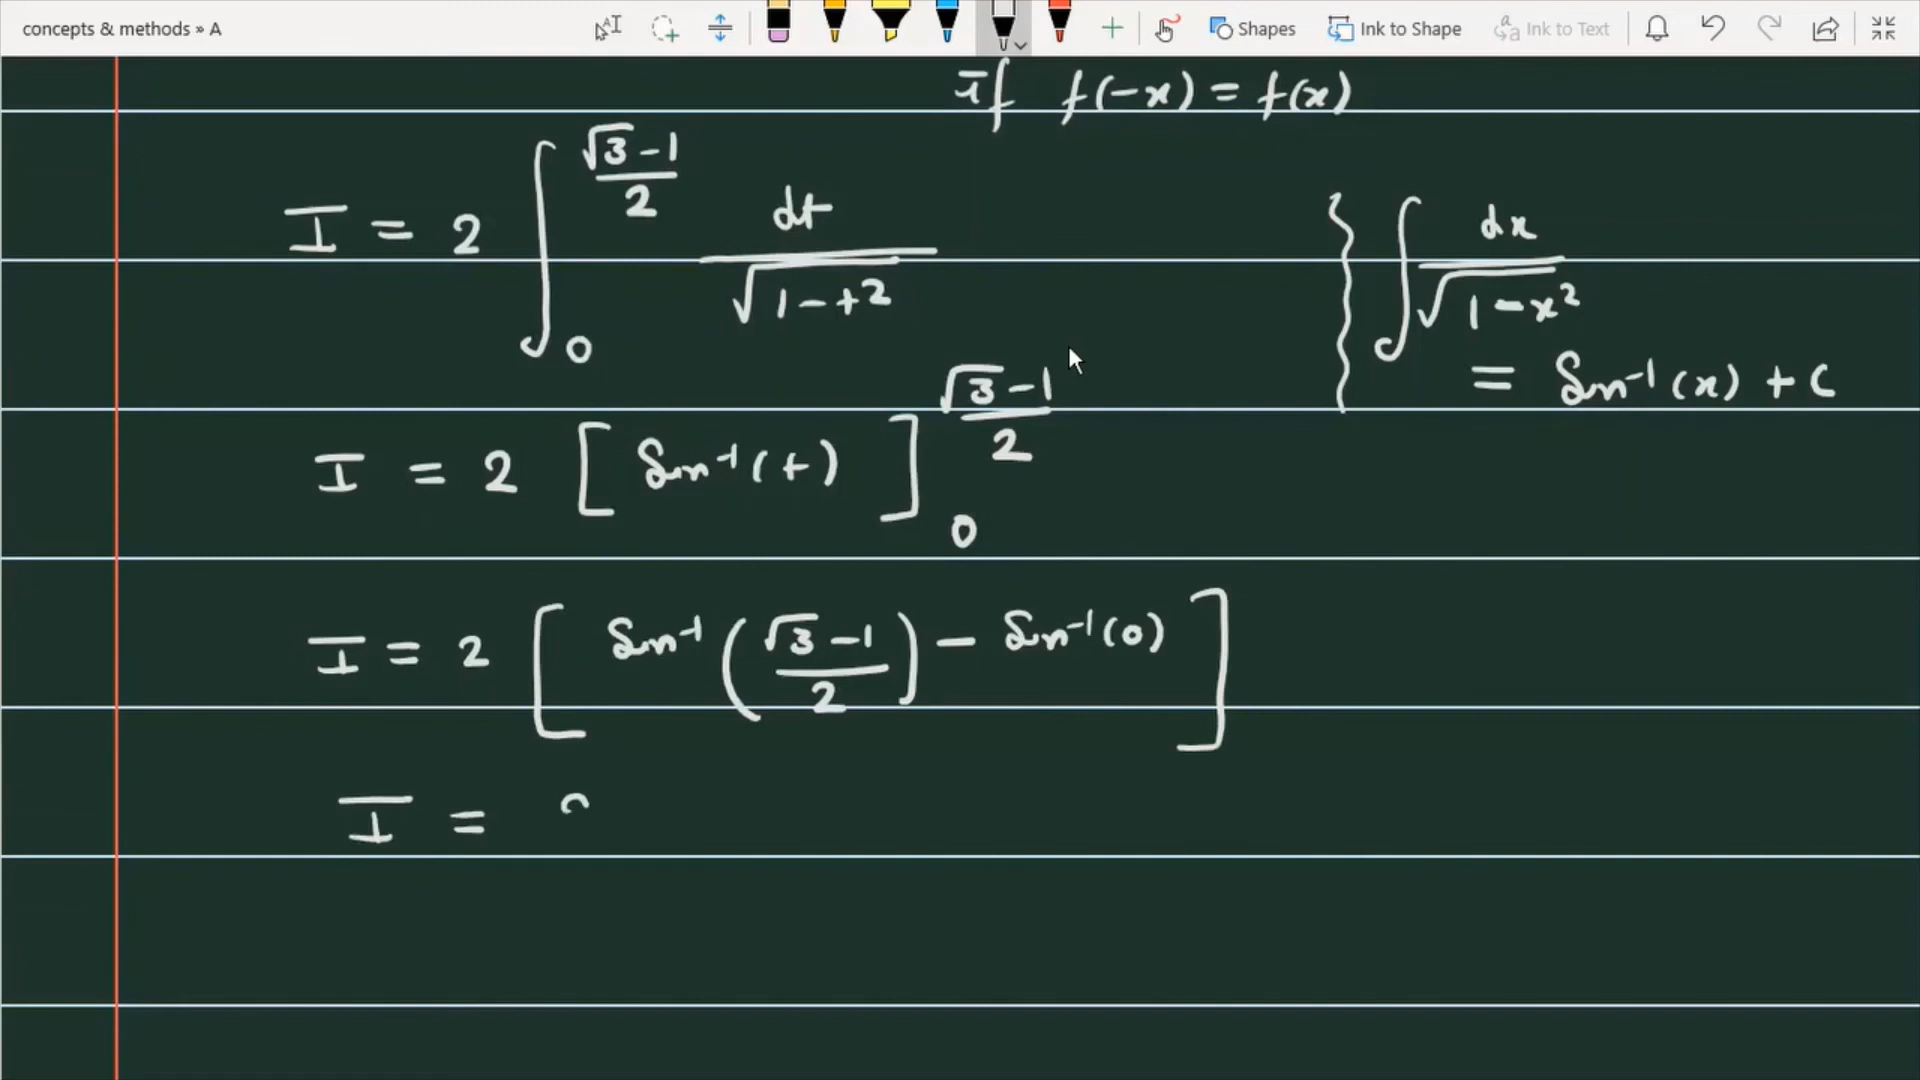 concepts & methods » A
Shapes
Ink to Shape
Ink to Text
if f(-x) = f(x)
I = 2 ∫₀^((√3-1)/2) dt/√(1-t²)
∫ dx/√(1-x²)
= Sin⁻¹(x) + C
I = 2 [Sin⁻¹(t)]₀^((√3-1)/2)
I = 2 [Sin⁻¹((√3-1)/2) - Sin⁻¹(0)]
I =